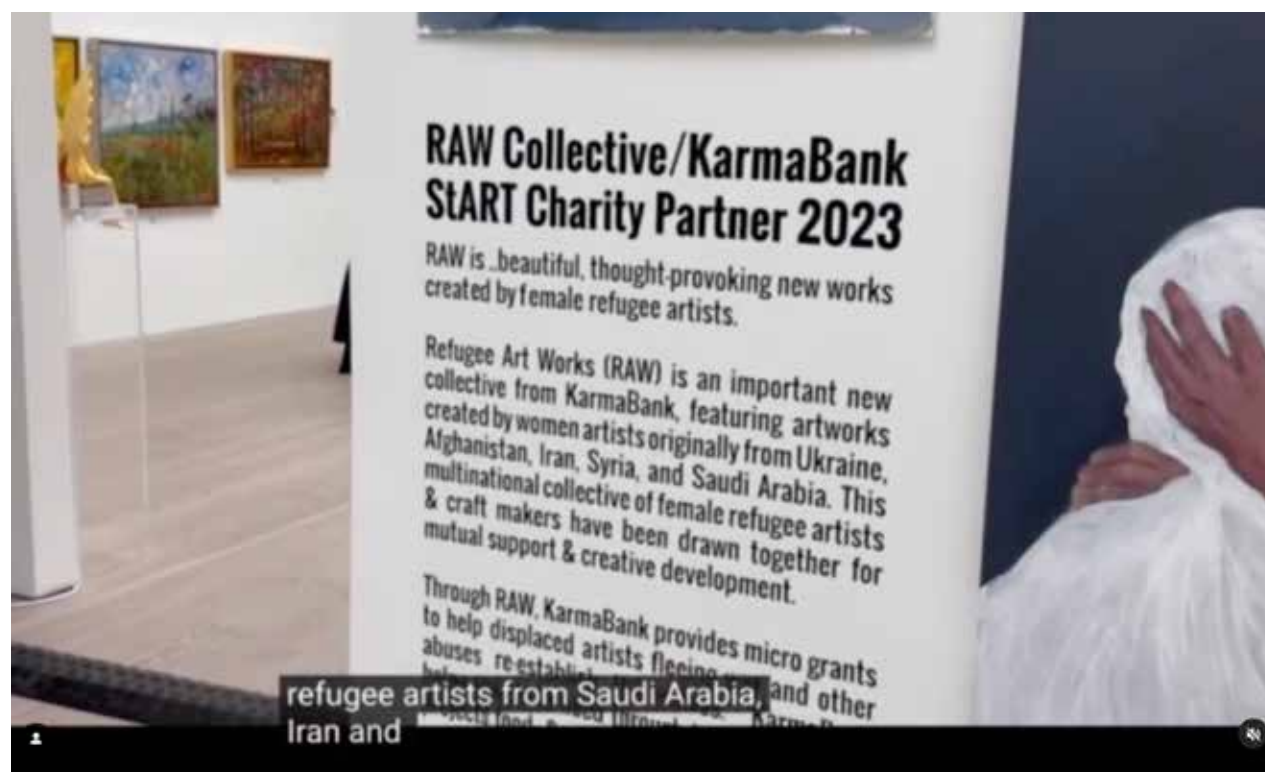 RAW Collective/KarmaBank
StART Charity Partner 2023
RAW is ..beautiful, thought-provoking new works
created by female refugee artists.
Refugee Art Works (RAW) is an important new
collective from KarmaBank, featuring artworks
created by women artists originally from Ukraine,
Afghanistan, Iran, Syria, and Saudi Arabia. This
multinational collective of female refugee artists
& craft makers have been drawn together for
mutual support & creative development.
Through RAW, KarmaBank provides micro grants
to help displaced artists fleeing and other
abuses
refugee artists from Saudi Arabia,
Iran and